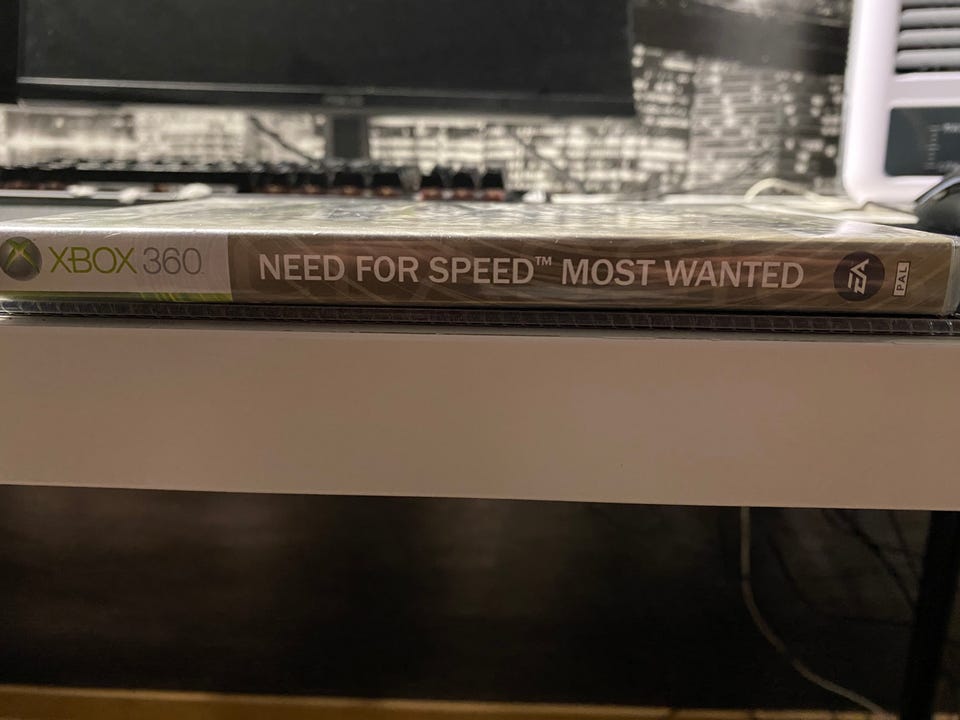 XBOX 360 NEED FOR SPEED™ MOST WANTED EA PAL